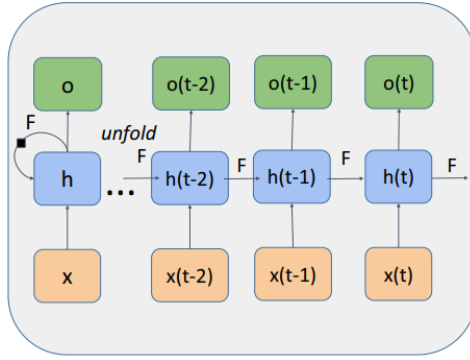 o o(t-2) o(t-1) o(t)
F
unfold
F F F F
h ... h(t-2) h(t-1) h(t)
x x(t-2) x(t-1) x(t)